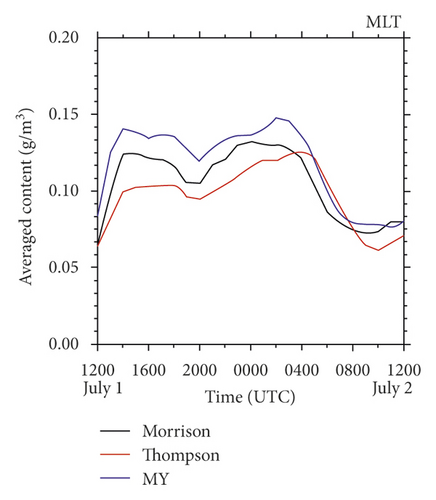 MLT
0.20
0.15
0.10
0.05
0.00
Averaged content (g/m³)
1200 1600 2000 0000 0400 0800 1200
July 1 July 2
Time (UTC)
Morrison
Thompson
MY